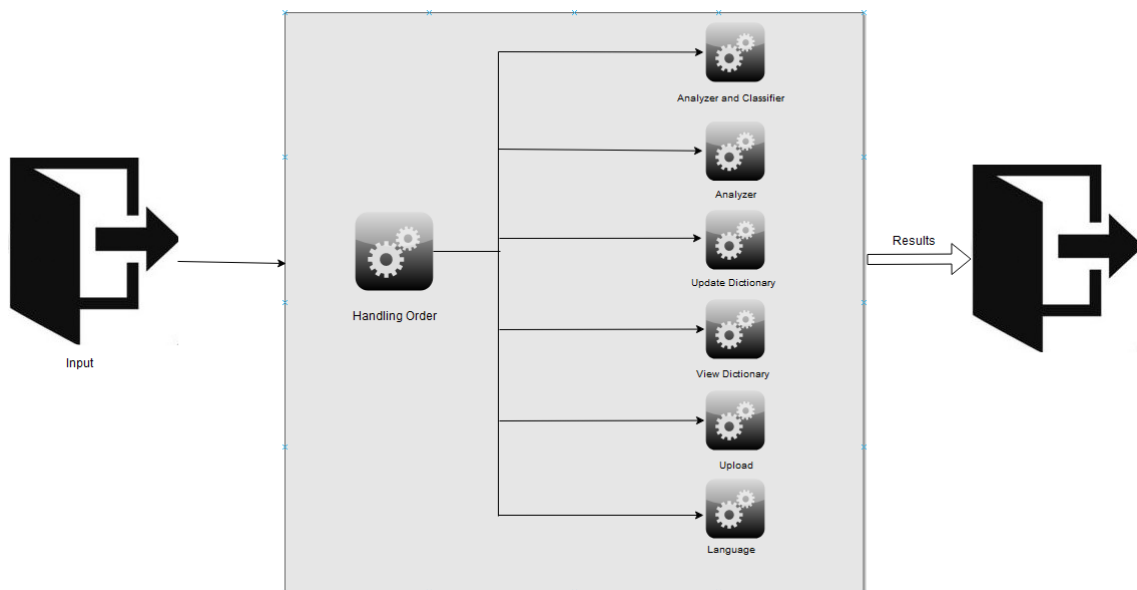 Analyzer and Classifier
Analyzer
Update Dictionary
View Dictionary
Upload
Language
Handling Order
Input
Results